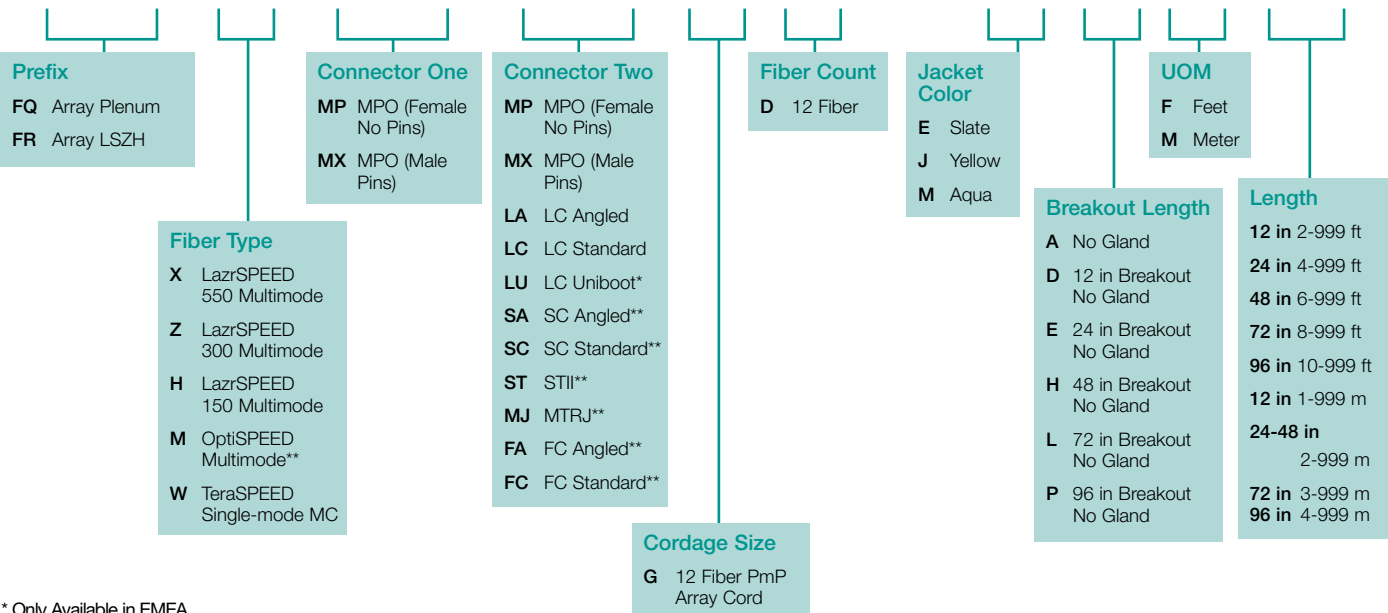 Prefix
FQ Array Plenum
FR Array LSZH
Fiber Type
X LazrSPEED
550 Multimode
Z LazrSPEED
300 Multimode
H LazrSPEED
150 Multimode
M OptiSPEED
Multimode**
W TeraSPEED
Single-mode MC
Connector One
MP MPO (Female
No Pins)
MX MPO (Male
Pins)
Connector Two
MP MPO (Female
No Pins)
MX MPO (Male
Pins)
LA LC Angled
LC LC Standard
LU LC Uniboot*
SA SC Angled**
SC SC Standard**
ST STII**
MJ MTRJ**
FA FC Angled**
FC FC Standard**
Cordage Size
G 12 Fiber PmP
Array Cord
Fiber Count
D 12 Fiber
Jacket
Color
E Slate
J Yellow
M Aqua
Breakout Length
A No Gland
D 12 in Breakout
No Gland
E 24 in Breakout
No Gland
H 48 in Breakout
No Gland
L 72 in Breakout
No Gland
P 96 in Breakout
No Gland
UOM
F Feet
M Meter
Length
12 in 2-999 ft
24 in 4-999 ft
48 in 6-999 ft
72 in 8-999 ft
96 in 10-999 ft
12 in 1-999 m
24-48 in
2-999 m
72 in 3-999 m
96 in 4-999 m
* Only Available in EMEA